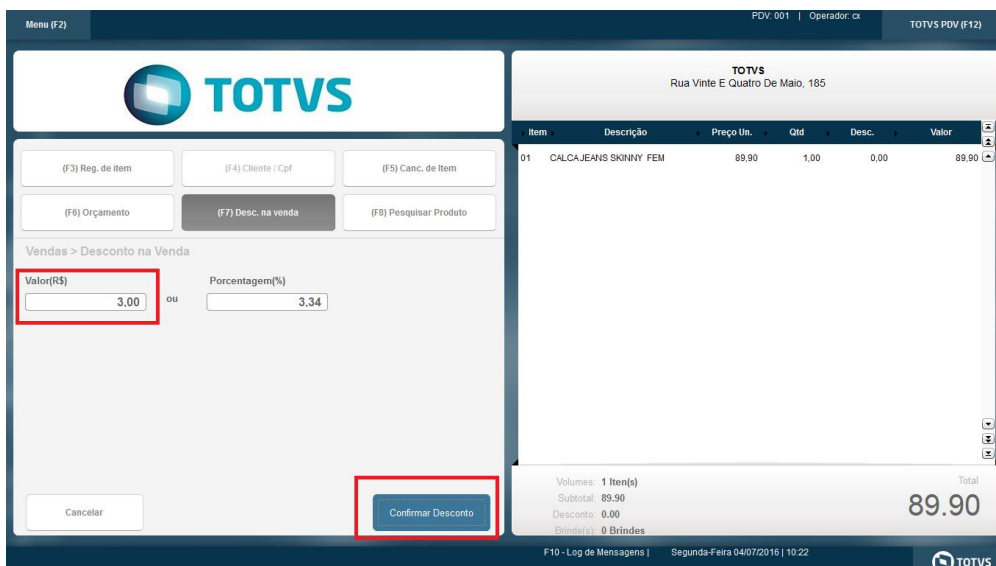 Menu (F2)
PDV: 001 | Operador: cx
TOTVS PDV (F12)
TOTVS
TOTVS
Rua Vinte E Quatro De Maio, 185
Item Descrição Preço Un. Qtd Desc. Valor
01 CALCAJEANS SKINNY FEM 89,90 1,00 0,00 89,90
(F3) Reg. de item
(F4) Cliente / Cpf
(F5) Canc. de Item
(F6) Orçamento
(F7) Desc. na venda
(F8) Pesquisar Produto
Vendas > Desconto na Venda
Valor(R$)
Porcentagem(%)
3,00
ou
3,34
Cancelar
Confirmar Desconto
Volumes: 1 Iten(s)
Subtotal: 89.90
Desconto: 0.00
Brinde(s): 0 Brindes
Total
89.90
F10 - Log de Mensagens |
Segunda-Feira 04/07/2016 | 10:22
TOTVS